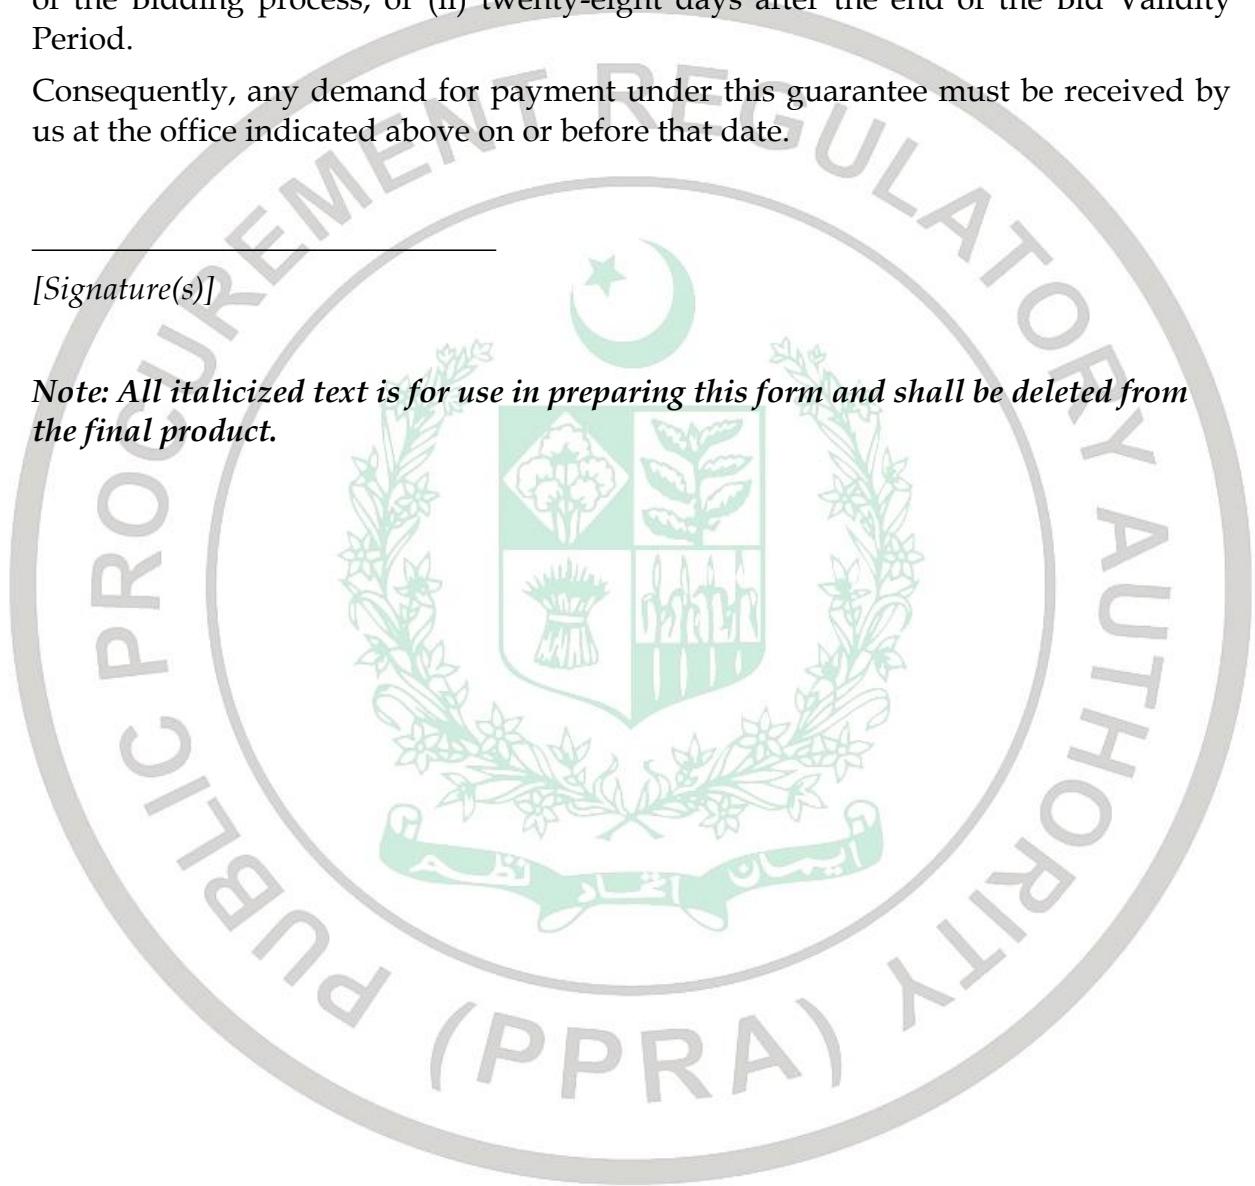 of the Bidding process; or (ii) twenty-eight days after the end of the Bid Validity
Period.
Consequently, any demand for payment under this guarantee must be received by
us at the office indicated above on or before that date.
[Signature(s)]
Note: All italicized text is for use in preparing this form and shall be deleted from
the final product.
PUBLIC PROCUREMENT REGULATORY AUTHORITY
(PPRA)
ایمان اتحاد نظم